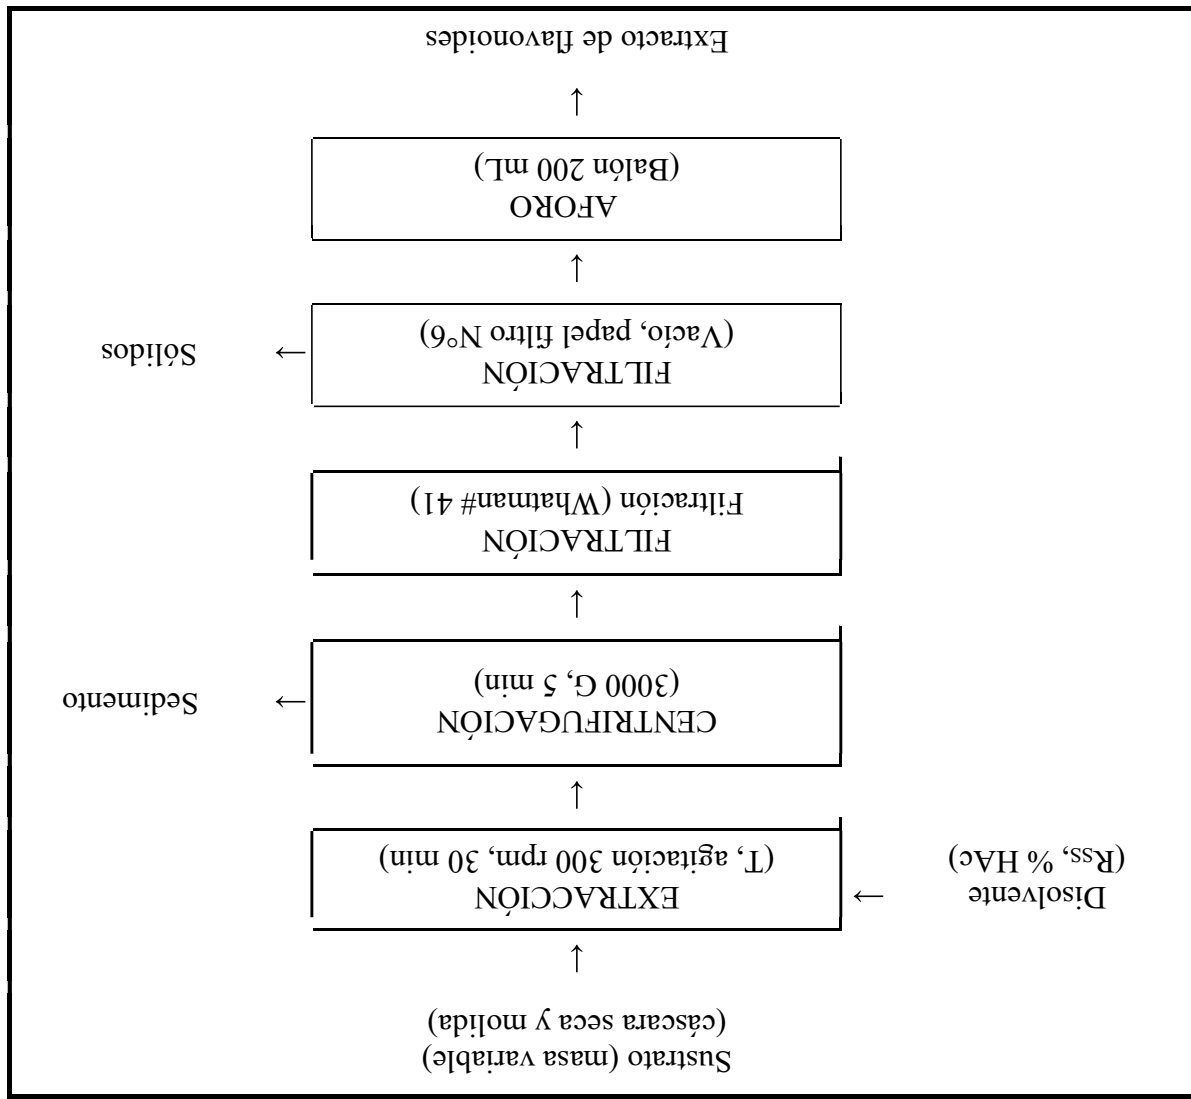 Sustrato (masa variable)
(cáscara seca y molida)
Disolvente
(Rss, % HAc)
EXTRACCIÓN
(T, agitación 300 rpm, 30 min)
CENTRIFUGACIÓN
(3000 G, 5 min)
Sedimento
FILTRACIÓN
Filtración (Whatman# 41)
FILTRACIÓN
(Vacío, papel filtro N°6)
Sólidos
AFORO
(Balón 200 mL)
Extracto de flavonoides